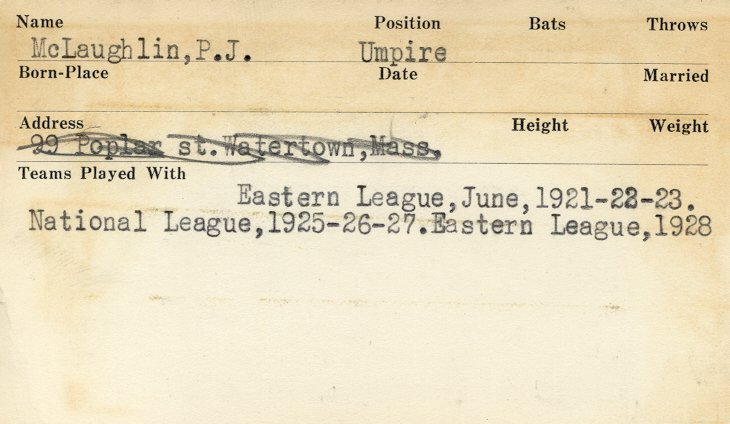 Name Position Bats Throws
McLaughlin,P.J. Umpire
Born-Place Date Married
Address Height Weight
29 Poplar st.Watertown,Mass.
Teams Played With
Eastern League,June,1921-22-23.
National League,1925-26-27.Eastern League,1928